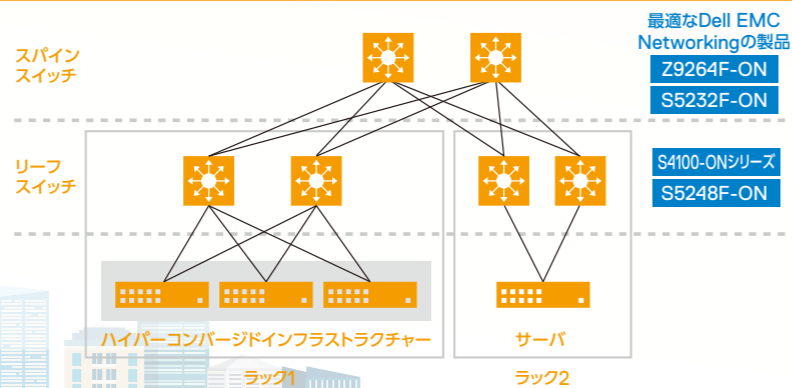 最適なDell EMC
Networkingの製品
スパイン
スイッチ
Z9264F-ON
S5232F-ON
リーフ
スイッチ
S4100-ONシリーズ
S5248F-ON
ハイパーコンバージドインフラストラクチャー
サーバ
ラック1
ラック2